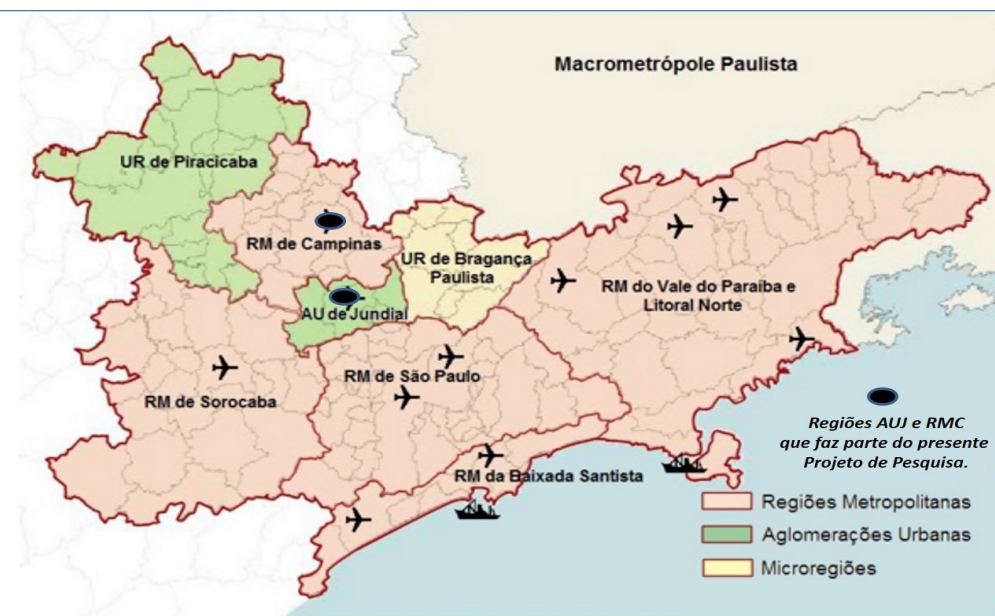 Macrometrópole Paulista
UR de Piracicaba
RM de Campinas
UR de Bragança
Paulista
RM do Vale do Paraíba e
Litoral Norte
AU de Jundiaí
RM de São Paulo
RM de Sorocaba
RM da Baixada Santista
Regiões AUJ e RMC
que faz parte do presente
Projeto de Pesquisa.
Regiões Metropolitanas
Aglomerações Urbanas
Microregiões